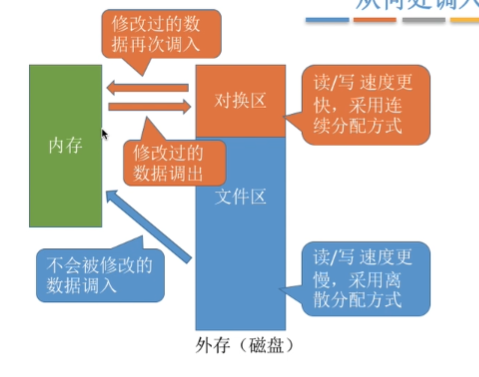 从何处调入
修改过的数
据再次调入
对换区
读/写 速度更
快，采用连
续分配方式
内存
修改过的
数据调出
文件区
不会被修改的
数据调入
读/写 速度更
慢，采用离
散分配方式
外存（磁盘）